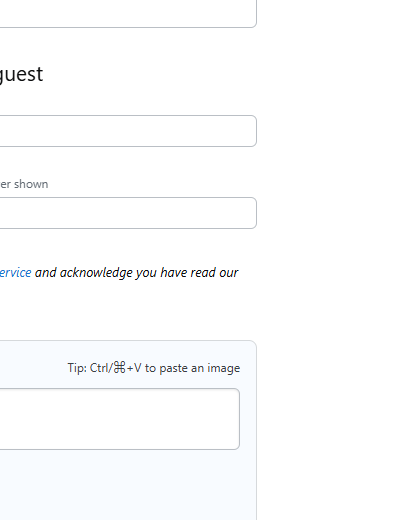 guest
er shown
ervice and acknowledge you have read our
Tip: Ctrl/⌘+V to paste an image